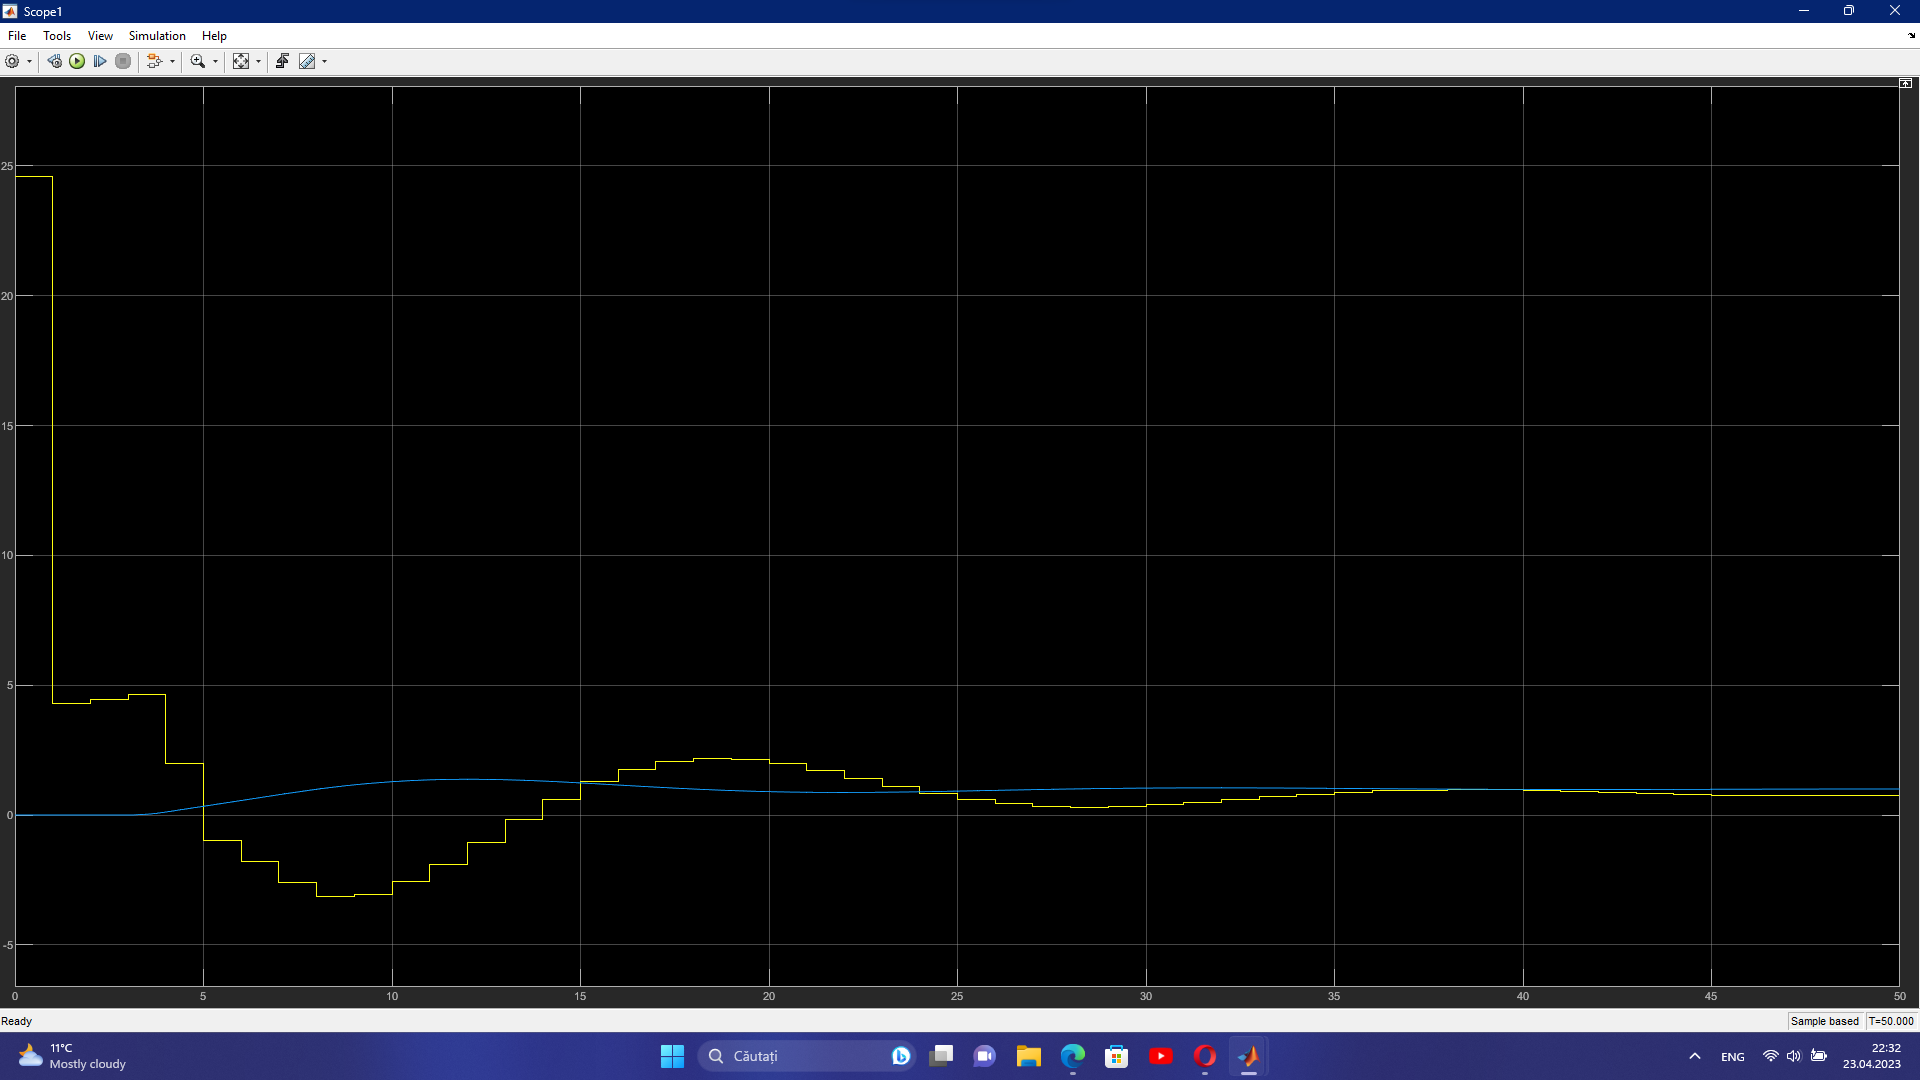 Scope1
File Tools View Simulation Help
25
20
15
10
5
0
-5
0 5 10 15 20 25 30 35 40 45 50
Ready
Sample based T=50.000
11°C
Mostly cloudy
Căutați
ENG
22:32
23.04.2023